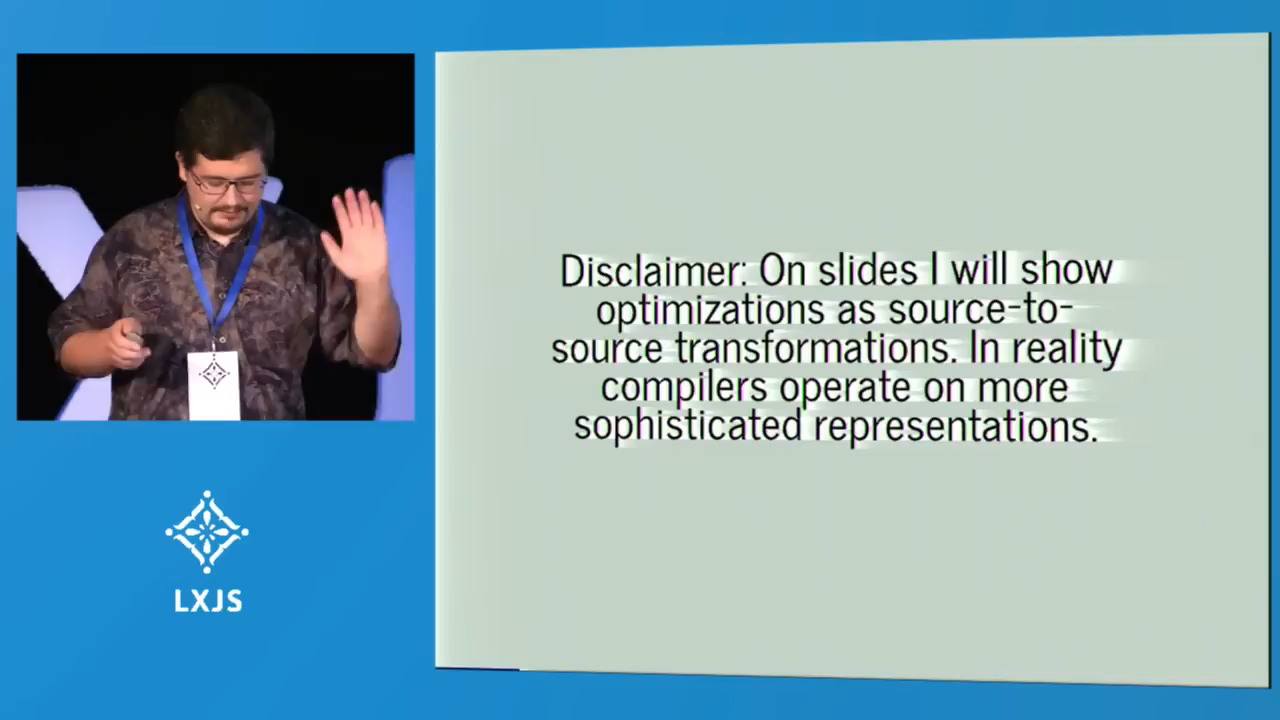 Disclaimer: On slides I will show
optimizations as source-to-
source transformations. In reality
compilers operate on more
sophisticated representations.
LXJS